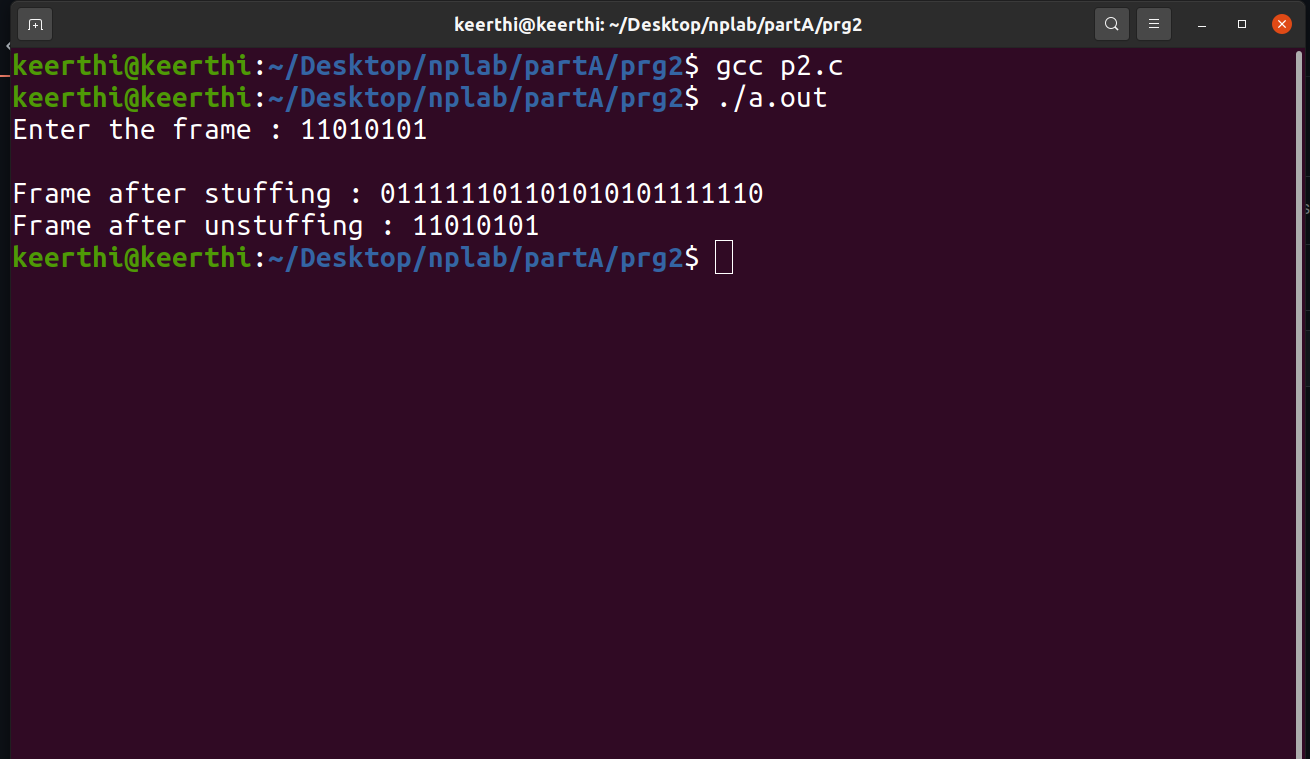 keerthi@keerthi: ~/Desktop/nplab/partA/prg2
keerthi@keerthi:~/Desktop/nplab/partA/prg2$ gcc p2.c
keerthi@keerthi:~/Desktop/nplab/partA/prg2$ ./a.out
Enter the frame : 11010101
Frame after stuffing : 011111101101010101111110
Frame after unstuffing : 11010101
keerthi@keerthi:~/Desktop/nplab/partA/prg2$